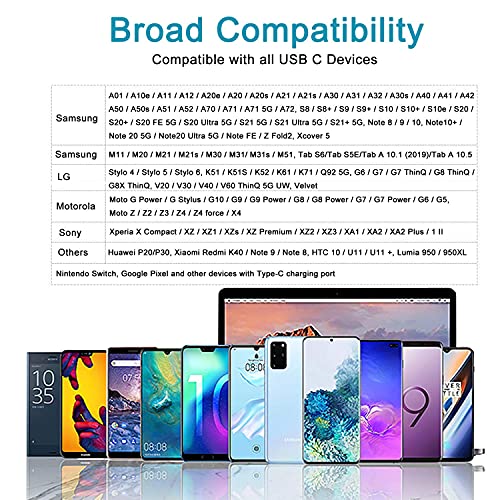 Broad Compatibility
Compatible with all USB C Devices
Samsung
A01 / A10e / A11 / A12 / A20e / A20 / A20s / A21 / A21s / A30 / A31 / A32 / A30s / A40 / A41 / A42
A50 / A50s / A51 / A52 / A70 / A71 / A71 5G / A72, S8 / S8+ / S9 / S9+ / S10 / S10+ / S10e / S20 /
S20+ / S20 FE 5G / S20 Ultra 5G / S21 5G / S21 Ultra 5G / S21+ 5G, Note 8 / 9 / 10, Note10+ /
Note 20 5G / Note20 Ultra 5G / Note FE / Z Fold2, Xcover 5
Samsung
M11 / M20 / M21 / M21s / M30 / M31/ M31s / M51, Tab S6/Tab S5E/Tab A 10.1 (2019)/Tab A 10.5
LG
Stylo 4 / Stylo 5 / Stylo 6, K51 / K51S / K52 / K61 / K71 / Q92 5G, G6 / G7 / G7 ThinQ / G8 ThinQ /
G8X ThinQ, V20 / V30 / V40 / V60 ThinQ 5G UW, Velvet
Motorola
Moto G Power / G Stylus / G10 / G9 / G9 Power / G8 / G8 Power / G7 / G7 Power / G6 / G5,
Moto Z / Z2 / Z3 / Z4 / Z4 force / X4
Sony
Xperia X Compact / XZ / XZ1 / XZs / XZ Premium / XZ2 / XZ3 / XA1 / XA2 / XA2 Plus / 1 II
Others
Huawei P20/P30, Xiaomi Redmi K40 / Note 9 / Note 8, HTC 10 / U11 / U11 +, Lumia 950 / 950XL
Nintendo Switch, Google Pixel and other devices with Type-C charging port
10
35
08:08
08:08
10
9